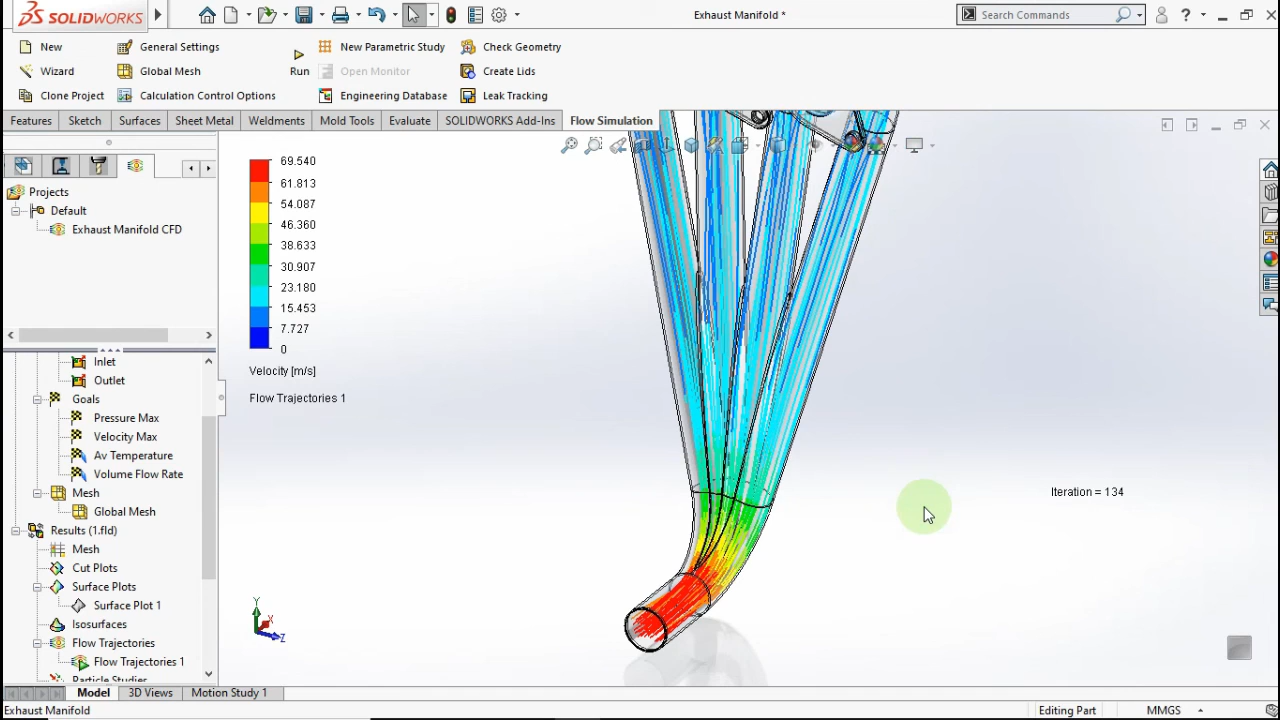 SOLIDWORKS
Exhaust Manifold *
Search Commands
?
New
General Settings
New Parametric Study
Check Geometry
Wizard
Global Mesh
Run
Open Monitor
Create Lids
Clone Project
Calculation Control Options
Engineering Database
Leak Tracking
Features
Sketch
Surfaces
Sheet Metal
Weldments
Mold Tools
Evaluate
SOLIDWORKS Add-Ins
Flow Simulation
Projects
Default
Exhaust Manifold CFD
Inlet
Outlet
Goals
Pressure Max
Velocity Max
Av Temperature
Volume Flow Rate
Mesh
Global Mesh
Results (1.fld)
Mesh
Cut Plots
Surface Plots
Surface Plot 1
Isosurfaces
Flow Trajectories
Flow Trajectories 1
Particle Studies
69.540
61.813
54.087
46.360
38.633
30.907
23.180
15.453
7.727
0
Velocity [m/s]
Flow Trajectories 1
Iteration = 134
Y
X
Z
Model
3D Views
Motion Study 1
Exhaust Manifold
Editing Part
MMGS